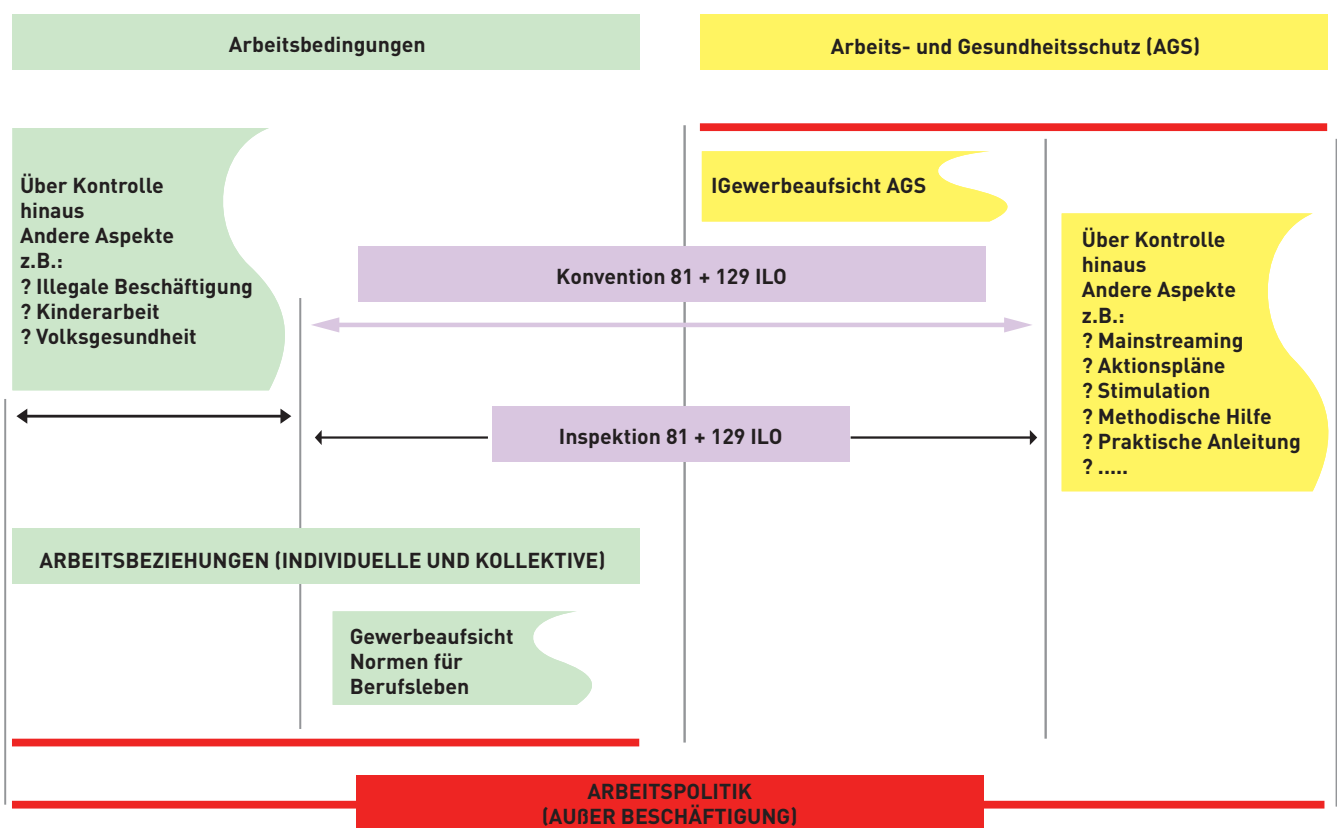 Arbeitsbedingungen
Arbeits- und Gesundheitsschutz (AGS)
Über Kontrolle
hinaus
Andere Aspekte
z.B.:
? Illegale Beschäftigung
? Kinderarbeit
? Volksgesundheit
IGewerbeaufsicht AGS
Konvention 81 + 129 ILO
Über Kontrolle
hinaus
Andere Aspekte
z.B.:
? Mainstreaming
? Aktionspläne
? Stimulation
? Methodische Hilfe
? Praktische Anleitung
? .....
Inspektion 81 + 129 ILO
ARBEITSBEZIEHUNGEN (INDIVIDUELLE UND KOLLEKTIVE)
Gewerbeaufsicht
Normen für
Berufsleben
ARBEITSPOLITIK
(AUßER BESCHÄFTIGUNG)